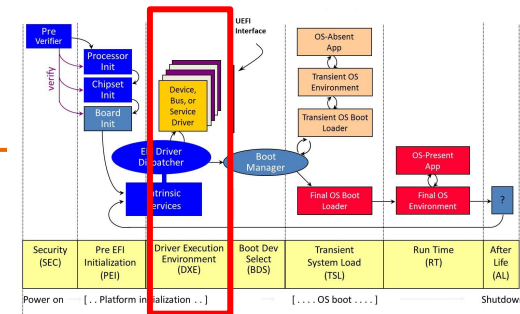 Pre
Verifier
verify
Processor
Init
Chipset
Init
Board
Init
Device,
Bus, or
Service
Driver
UEFI
Interface
Driver
Dispatcher
Services
Boot
Manager
OS-Absent
App
Transient OS
Environment
Transient OS Boot
Loader
OS-Present
App
Final OS Boot
Loader
Final OS
Environment
?
Security
(SEC)
Pre EFI
Initialization
(PEI)
Driver Execution
Environment
(DXE)
Boot Dev
Select
(BDS)
Transient
System Load
(TSL)
Run Time
(RT)
After
Life
(AL)
Power on
[ . . Platform initialization . . ]
[ . . . . OS boot . . . . ]
Shutdow